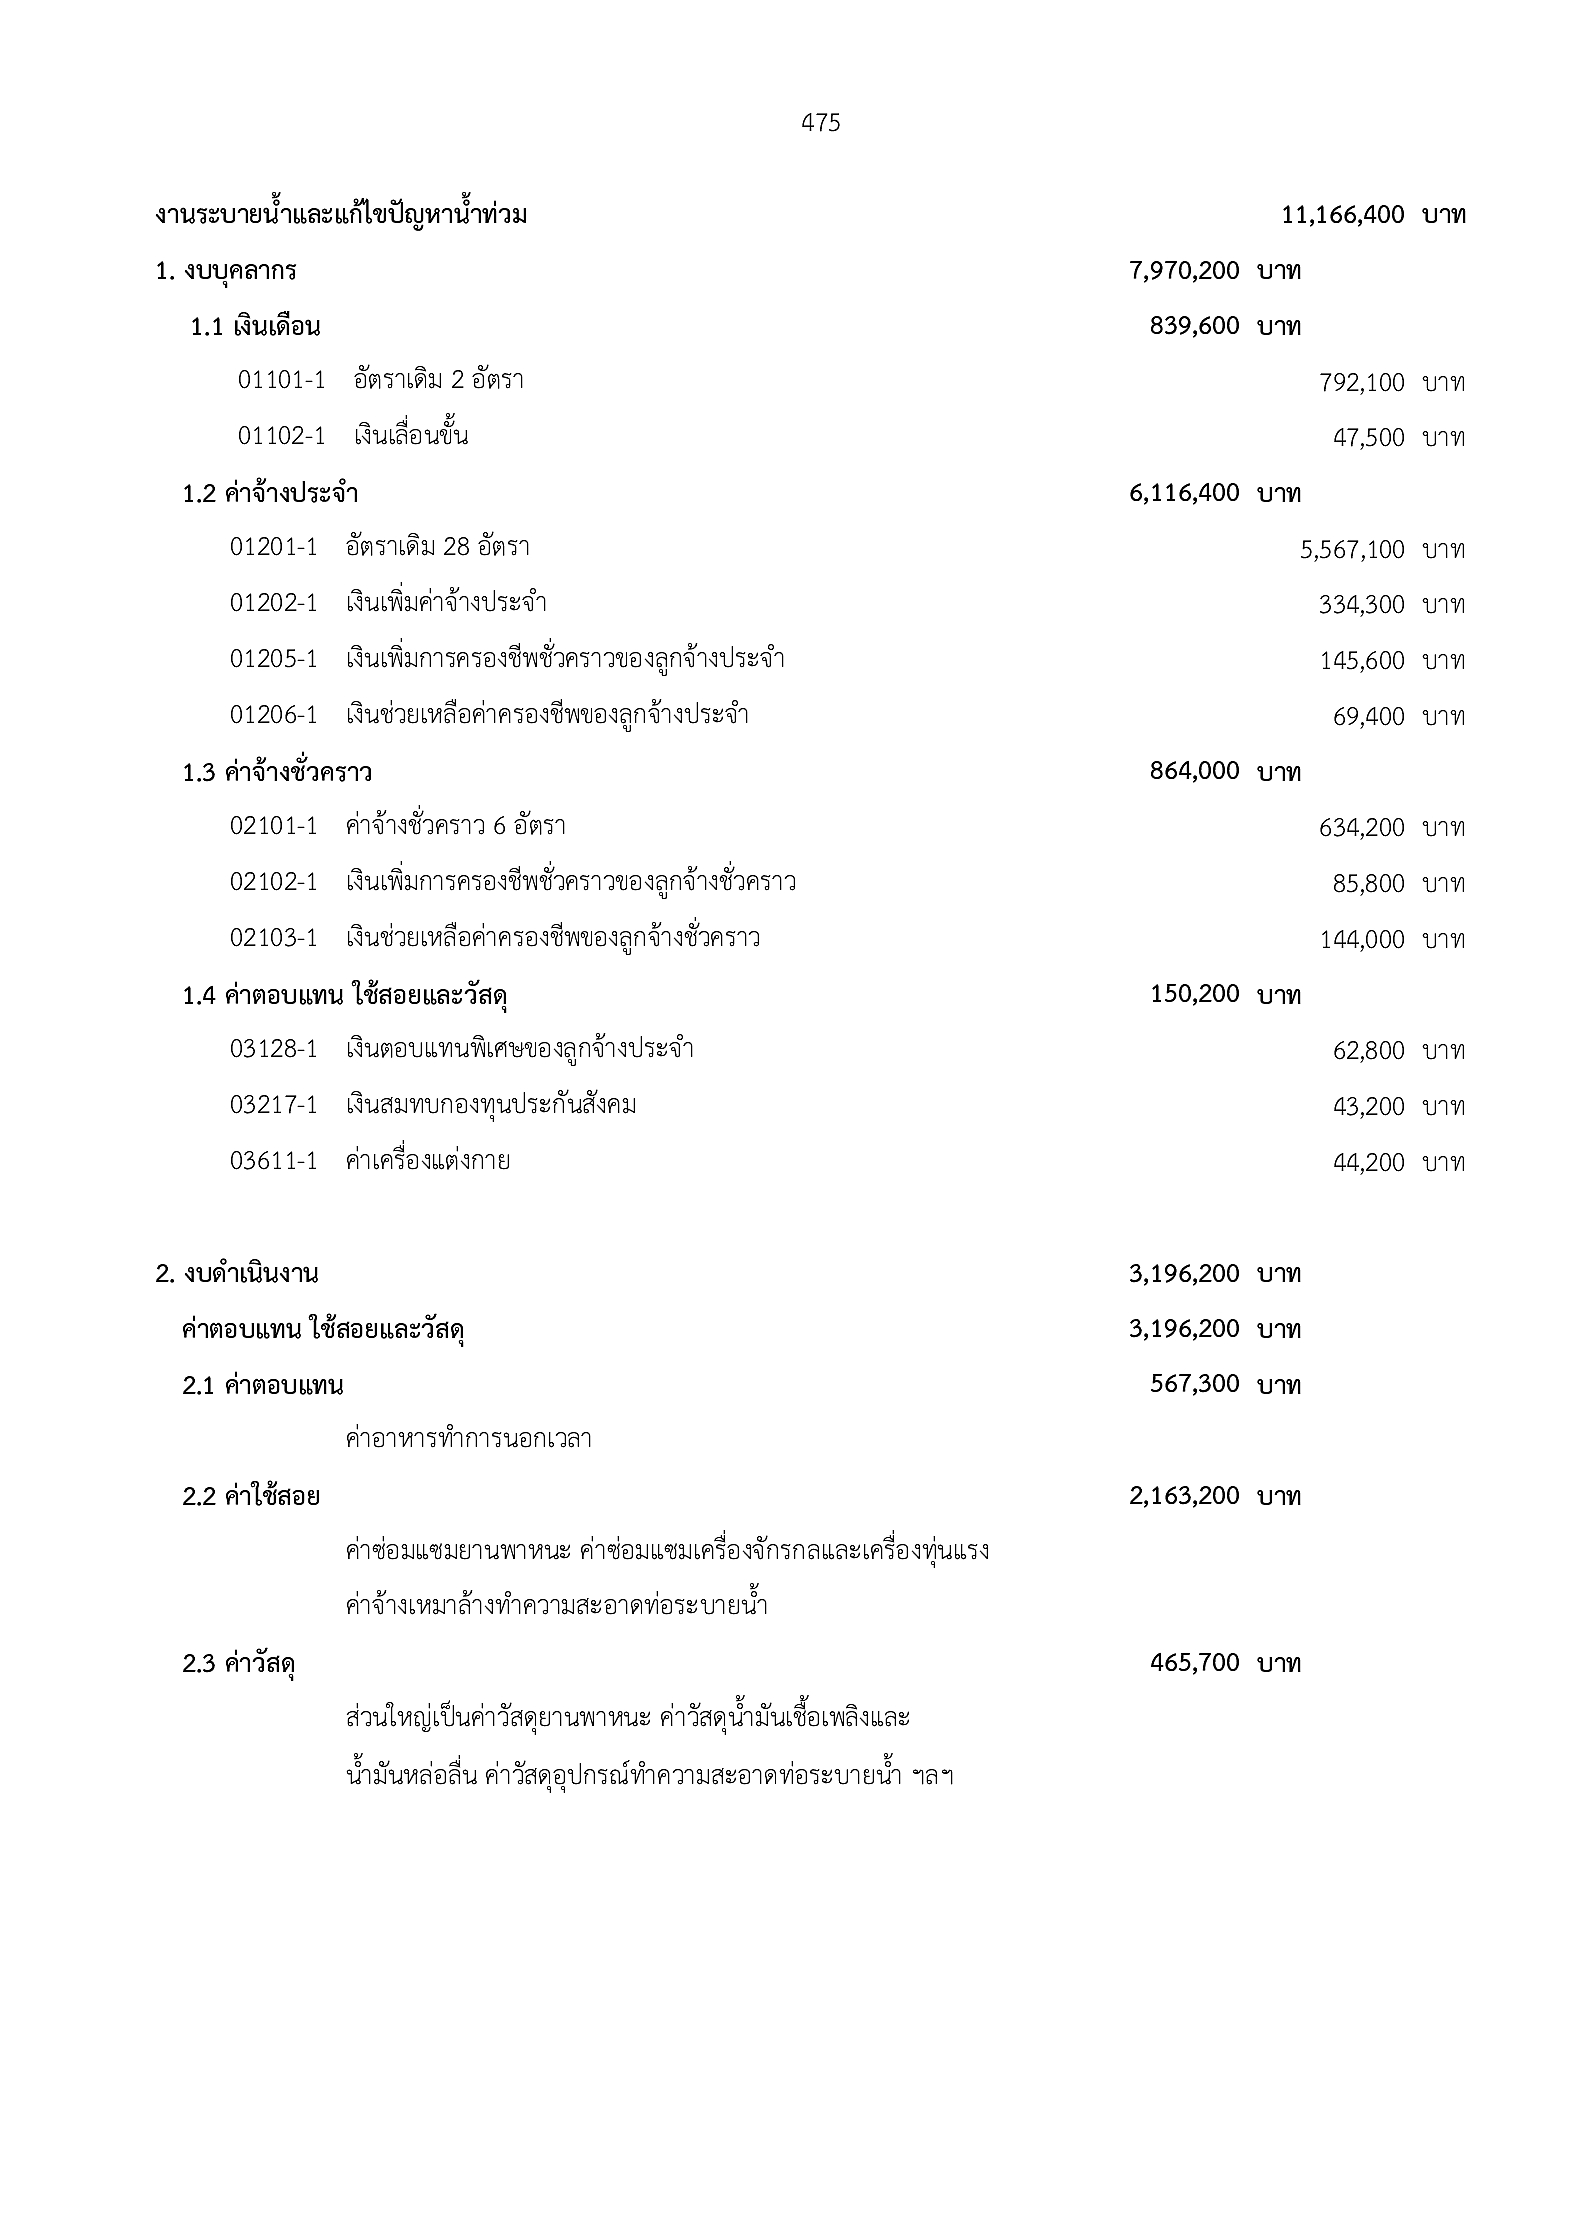 475
งานระบายน้ำและแก้ไขปัญหาน้ำท่วม 11,166,400 บาท
1. งบบุคลากร 7,970,200 บาท
1.1 เงินเดือน 839,600 บาท
01101-1 อัตราเดิม 2 อัตรา 792,100 บาท
01102-1 เงินเลื่อนขั้น 47,500 บาท
1.2 ค่าจ้างประจำ 6,116,400 บาท
01201-1 อัตราเดิม 28 อัตรา 5,567,100 บาท
01202-1 เงินเพิ่มค่าจ้างประจำ 334,300 บาท
01205-1 เงินเพิ่มการครองชีพชั่วคราวของลูกจ้างประจำ 145,600 บาท
01206-1 เงินช่วยเหลือค่าครองชีพของลูกจ้างประจำ 69,400 บาท
1.3 ค่าจ้างชั่วคราว 864,000 บาท
02101-1 ค่าจ้างชั่วคราว 6 อัตรา 634,200 บาท
02102-1 เงินเพิ่มการครองชีพชั่วคราวของลูกจ้างชั่วคราว 85,800 บาท
02103-1 เงินช่วยเหลือค่าครองชีพของลูกจ้างชั่วคราว 144,000 บาท
1.4 ค่าตอบแทน ใช้สอยและวัสดุ 150,200 บาท
03128-1 เงินตอบแทนพิเศษของลูกจ้างประจำ 62,800 บาท
03217-1 เงินสมทบกองทุนประกันสังคม 43,200 บาท
03611-1 ค่าเครื่องแต่งกาย 44,200 บาท
2. งบดำเนินงาน 3,196,200 บาท
ค่าตอบแทน ใช้สอยและวัสดุ 3,196,200 บาท
2.1 ค่าตอบแทน 567,300 บาท
ค่าอาหารทำการนอกเวลา
2.2 ค่าใช้สอย 2,163,200 บาท
ค่าซ่อมแซมยานพาหนะ ค่าซ่อมแซมเครื่องจักรกลและเครื่องทุ่นแรง
ค่าจ้างเหมาล้างทำความสะอาดท่อระบายน้ำ
2.3 ค่าวัสดุ 465,700 บาท
ส่วนใหญ่เป็นค่าวัสดุยานพาหนะ ค่าวัสดุน้ำมันเชื้อเพลิงและ
น้ำมันหล่อลื่น ค่าวัสดุอุปกรณ์ทำความสะอาดท่อระบายน้ำ ฯลฯ